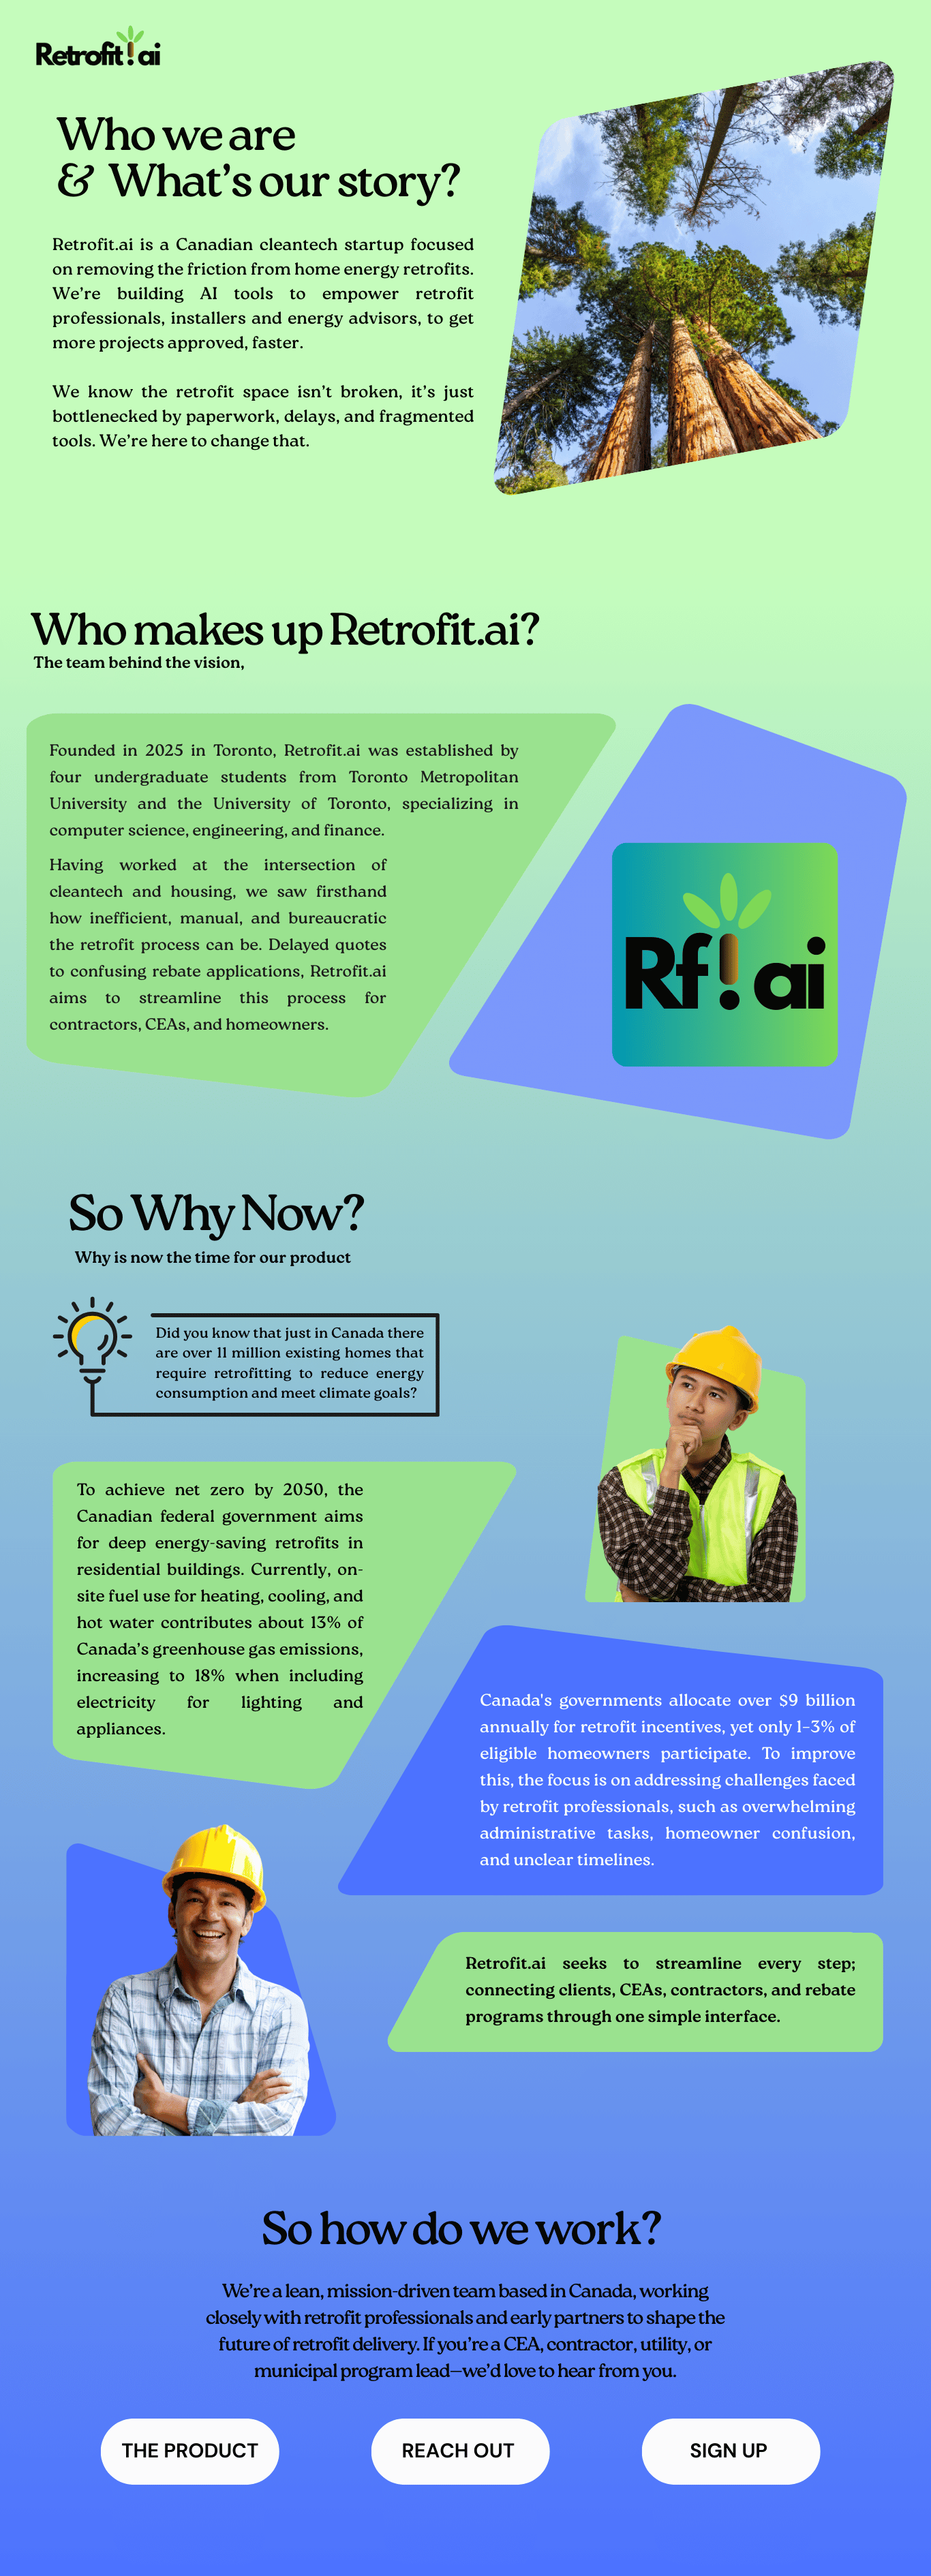 Retrofit!ai
Who we are
& What's our story?
Retrofit.ai is a Canadian cleantech startup focused
on removing the friction from home energy retrofits.
We're building AI tools to empower retrofit
professionals, installers and energy advisors, to get
more projects approved, faster.
We know the retrofit space isn't broken, it's just
bottlenecked by paperwork, delays, and fragmented
tools. We're here to change that.
Who makes up Retrofit.ai?
The team behind the vision,
Founded in 2025 in Toronto, Retrofit.ai was established by
four undergraduate students from Toronto Metropolitan
University and the University of Toronto, specializing in
computer science, engineering, and finance.
Having worked at the intersection of
cleantech and housing, we saw firsthand
how inefficient, manual, and bureaucratic
the retrofit process can be. Delayed quotes
to confusing rebate applications, Retrofit.ai
aims to streamline this process for
contractors, CEAs, and homeowners.
Rf!ai
So Why Now?
Why is now the time for our product
Did you know that just in Canada there
are over 11 million existing homes that
require retrofitting to reduce energy
consumption and meet climate goals?
To achieve net zero by 2050, the
Canadian federal government aims
for deep energy-saving retrofits in
residential buildings. Currently, on-
site fuel use for heating, cooling, and
hot water contributes about 13% of
Canada's greenhouse gas emissions,
increasing to 18% when including
electricity for lighting and
appliances.
Canada's governments allocate over $9 billion
annually for retrofit incentives, yet only 1–3% of
eligible homeowners participate. To improve
this, the focus is on addressing challenges faced
by retrofit professionals, such as overwhelming
administrative tasks, homeowner confusion,
and unclear timelines.
Retrofit.ai seeks to streamline every step;
connecting clients, CEAs, contractors, and rebate
programs through one simple interface.
So how do we work?
We're a lean, mission-driven team based in Canada, working
closely with retrofit professionals and early partners to shape the
future of retrofit delivery. If you're a CEA, contractor, utility, or
municipal program lead—we'd love to hear from you.
THE PRODUCT
REACH OUT
SIGN UP